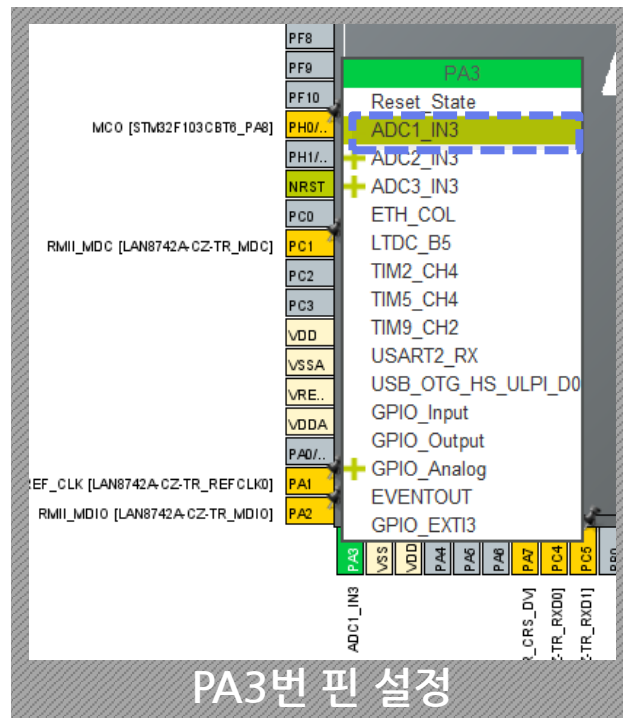 PF8
PF9
PF10
MCO [STM32F103CBT6_PA8] PH0/..
PH1/..
NRST
PC0
RMII_MDC [LAN8742A-CZ-TR_MDC] PC1
PC2
PC3
VDD
VSSA
VRE..
VDDA
PA0/..
REF_CLK [LAN8742A-CZ-TR_REFCLK0] PA1
RMII_MDIO [LAN8742A-CZ-TR_MDIO] PA2
PA3
Reset_State
ADC1_IN3
ADC2_IN3
ADC3_IN3
ETH_COL
LTDC_B5
TIM2_CH4
TIM5_CH4
TIM9_CH2
USART2_RX
USB_OTG_HS_ULPI_D0
GPIO_Input
GPIO_Output
GPIO_Analog
EVENTOUT
GPIO_EXTI3
PA3
VSS
VDD
PA4
PA5
PA6
PA7
PC4
PC5
ADC1_IN3
R_CRS_DV]
Z-TR_RXD0]
Z-TR_RXD1]
PA3번 핀 설정